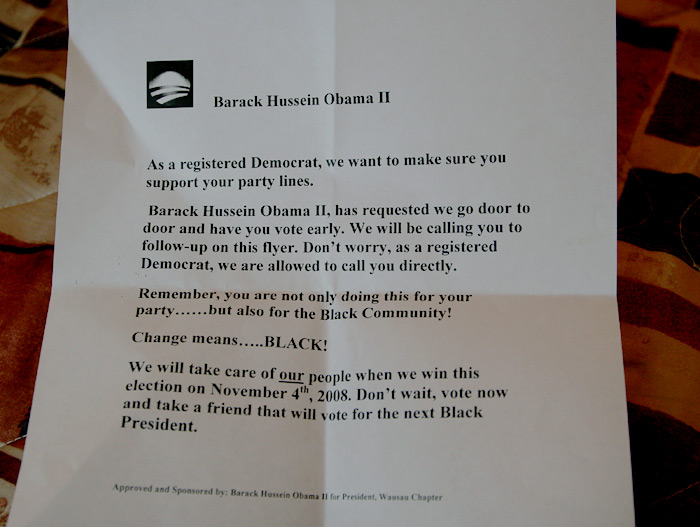 Barack Hussein Obama II
As a registered Democrat, we want to make sure you
support your party lines.
Barack Hussein Obama II, has requested we go door to
door and have you vote early. We will be calling you to
follow-up on this flyer. Don't worry, as a registered
Democrat, we are allowed to call you directly.
Remember, you are not only doing this for your
party……but also for the Black Community!
Change means…..BLACK!
We will take care of our people when we win this
election on November 4th, 2008. Don't wait, vote now
and take a friend that will vote for the next Black
President.
Approved and Sponsored by: Barack Hussein Obama II for President, Wausau Chapter